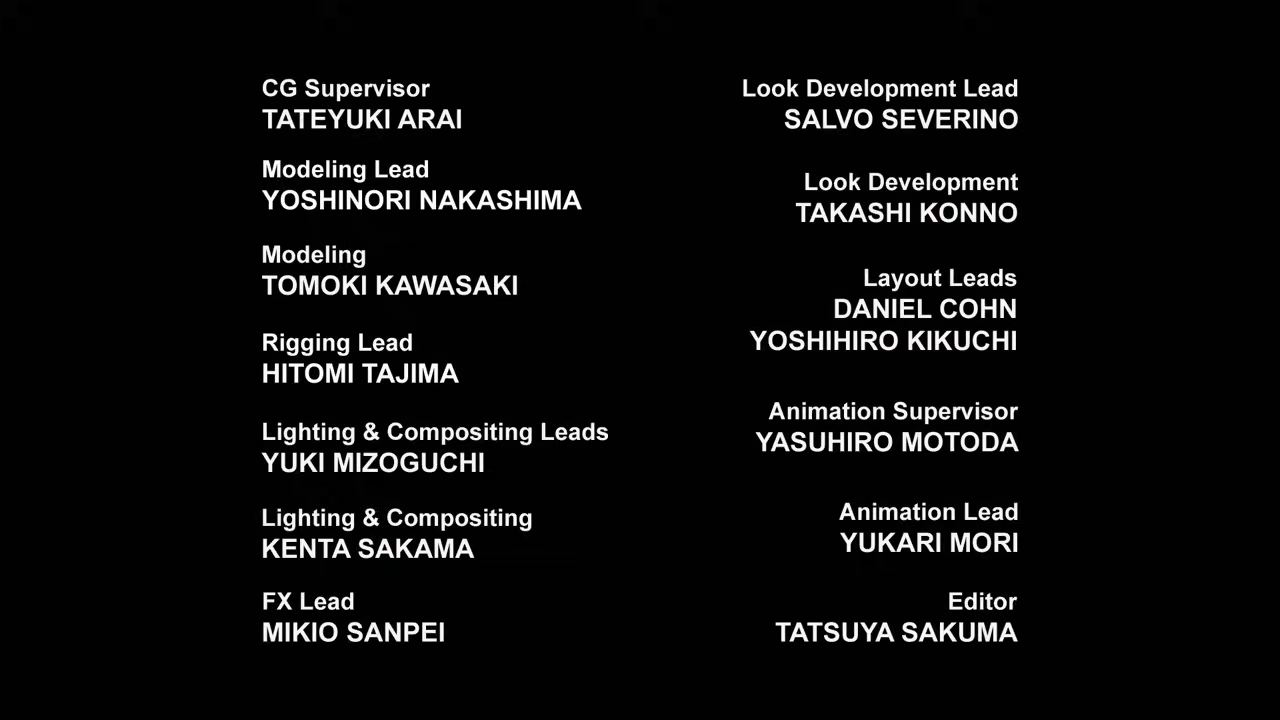 CG Supervisor
TATEYUKI ARAI
Modeling Lead
YOSHINORI NAKASHIMA
Modeling
TOMOKI KAWASAKI
Rigging Lead
HITOMI TAJIMA
Lighting & Compositing Leads
YUKI MIZOGUCHI
Lighting & Compositing
KENTA SAKAMA
FX Lead
MIKIO SANPEI
Look Development Lead
SALVO SEVERINO
Look Development
TAKASHI KONNO
Layout Leads
DANIEL COHN
YOSHIHIRO KIKUCHI
Animation Supervisor
YASUHIRO MOTODA
Animation Lead
YUKARI MORI
Editor
TATSUYA SAKUMA